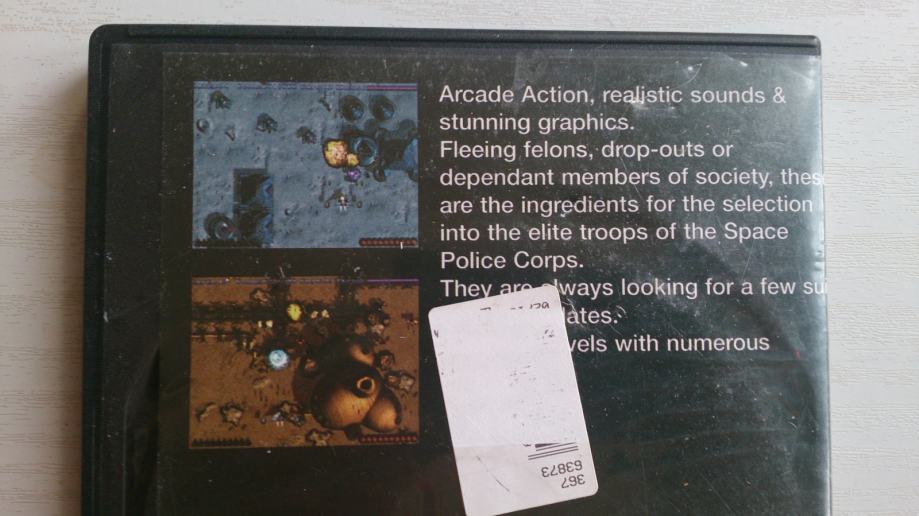 Arcade Action, realistic sounds &
stunning graphics.
Fleeing felons, drop-outs or
dependant members of society, thes
are the ingredients for the selection
into the elite troops of the Space
Police Corps.
They are always looking for a few su
lates.
vels with numerous
367
63873